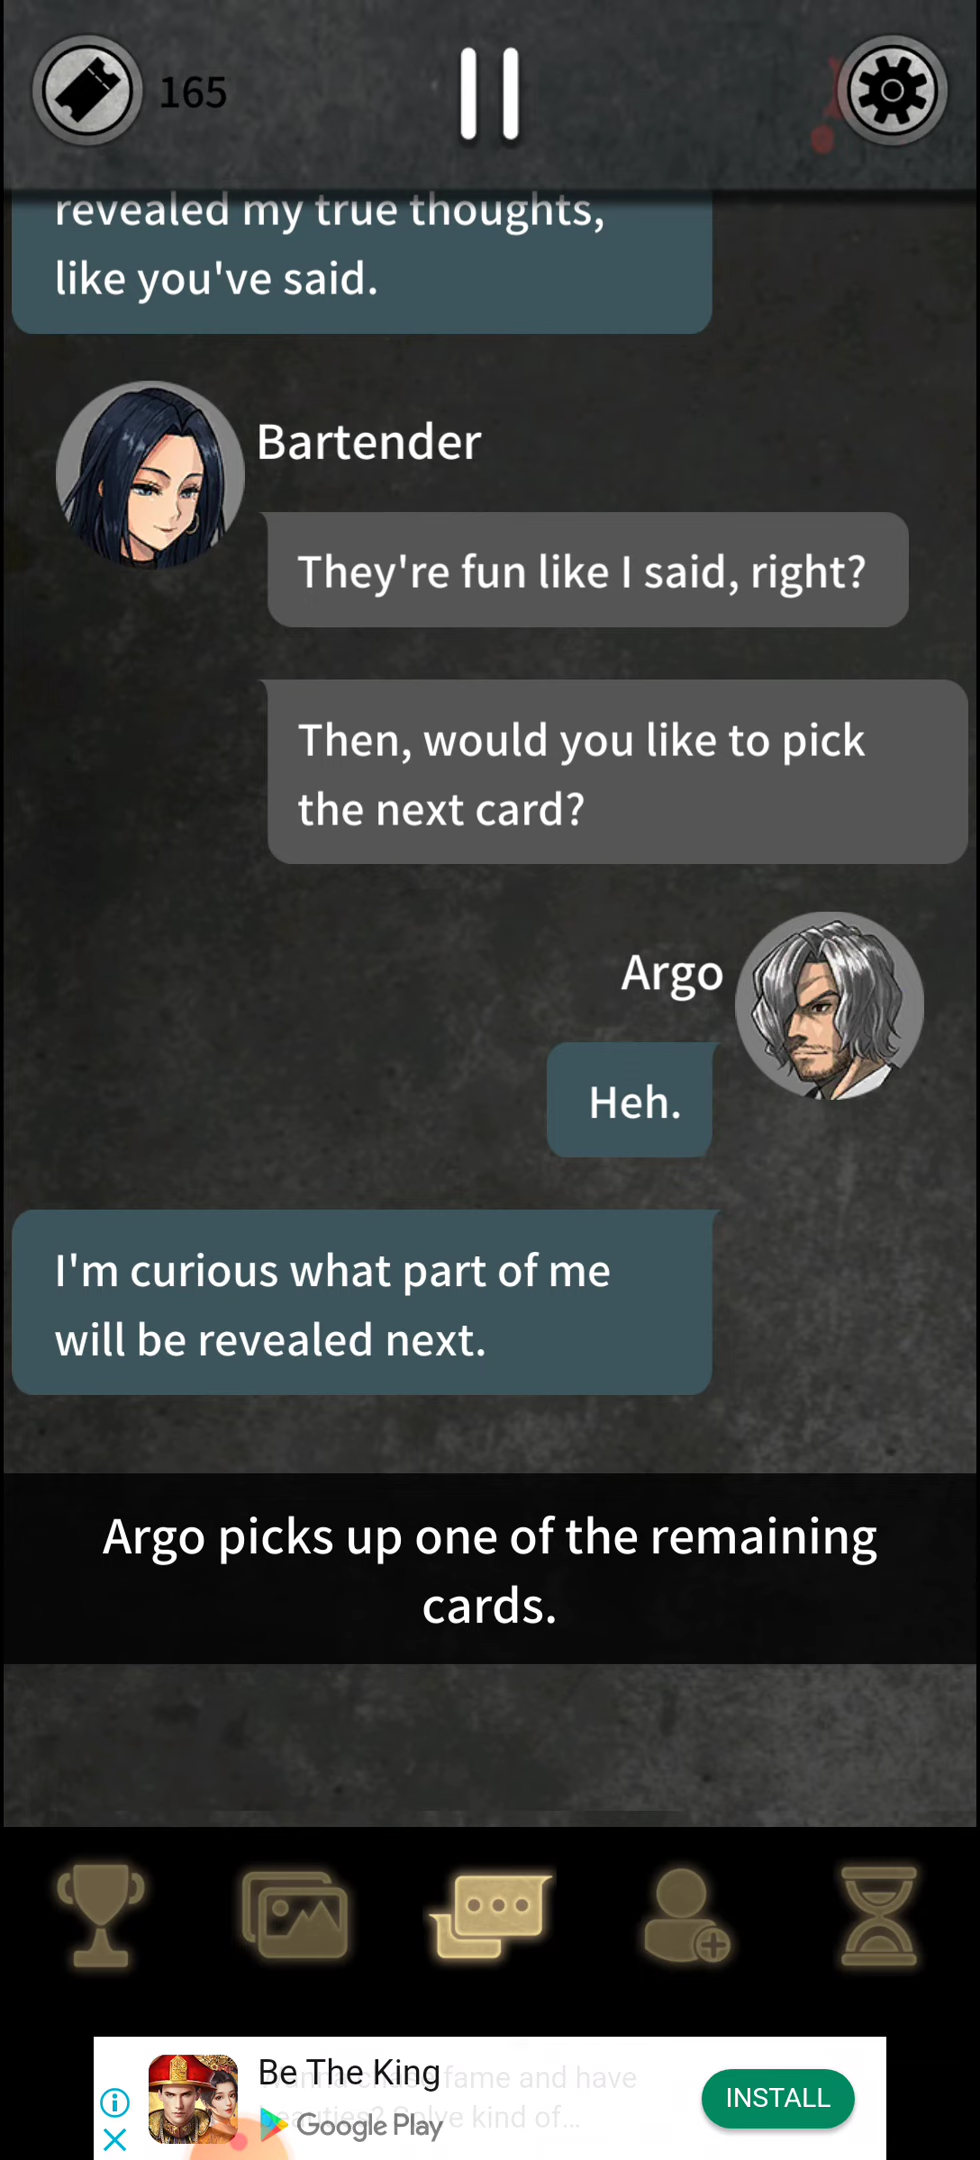 165
revealed my true thoughts,
like you've said.
Bartender
They're fun like I said, right?
Then, would you like to pick
the next card?
Argo
Heh.
I'm curious what part of me
will be revealed next.
Argo picks up one of the remaining
cards.
Be The King
fame and have
Google Play
kind of...
INSTALL